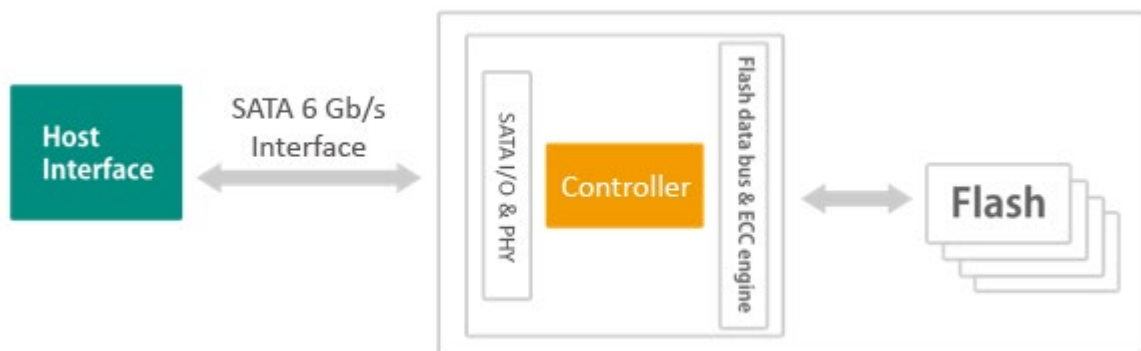 Host
Interface
SATA 6 Gb/s
Interface
SATA I/O & PHY
Controller
Flash data bus & ECC engine
Flash